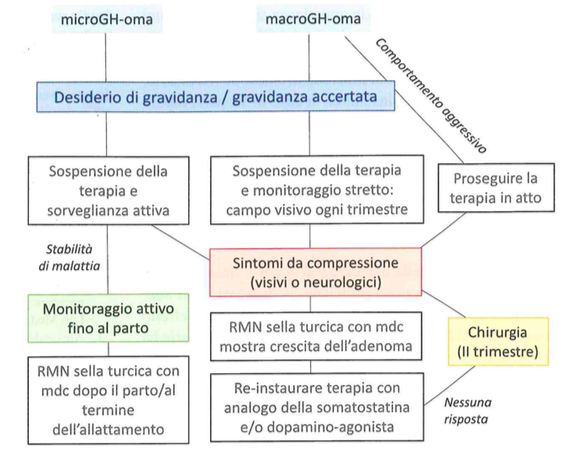 microGH-oma
macroGH-oma
Comportamento aggressivo
Desiderio di gravidanza / gravidanza accertata
Sospensione della
terapia e
sorveglianza attiva
Sospensione della terapia
e monitoraggio stretto:
campo visivo ogni trimestre
Proseguire la
terapia in atto
Stabilità
di malattia
Sintomi da compressione
(visivi o neurologici)
Monitoraggio attivo
fino al parto
RMN sella turcica con mdc
mostra crescita dell'adenoma
Chirurgia
(II trimestre)
RMN sella turcica con
mdc dopo il parto/al
termine
dell'allattamento
Re-instaurare terapia con
analogo della somatostatina
e/o dopamino-agonista
Nessuna
risposta